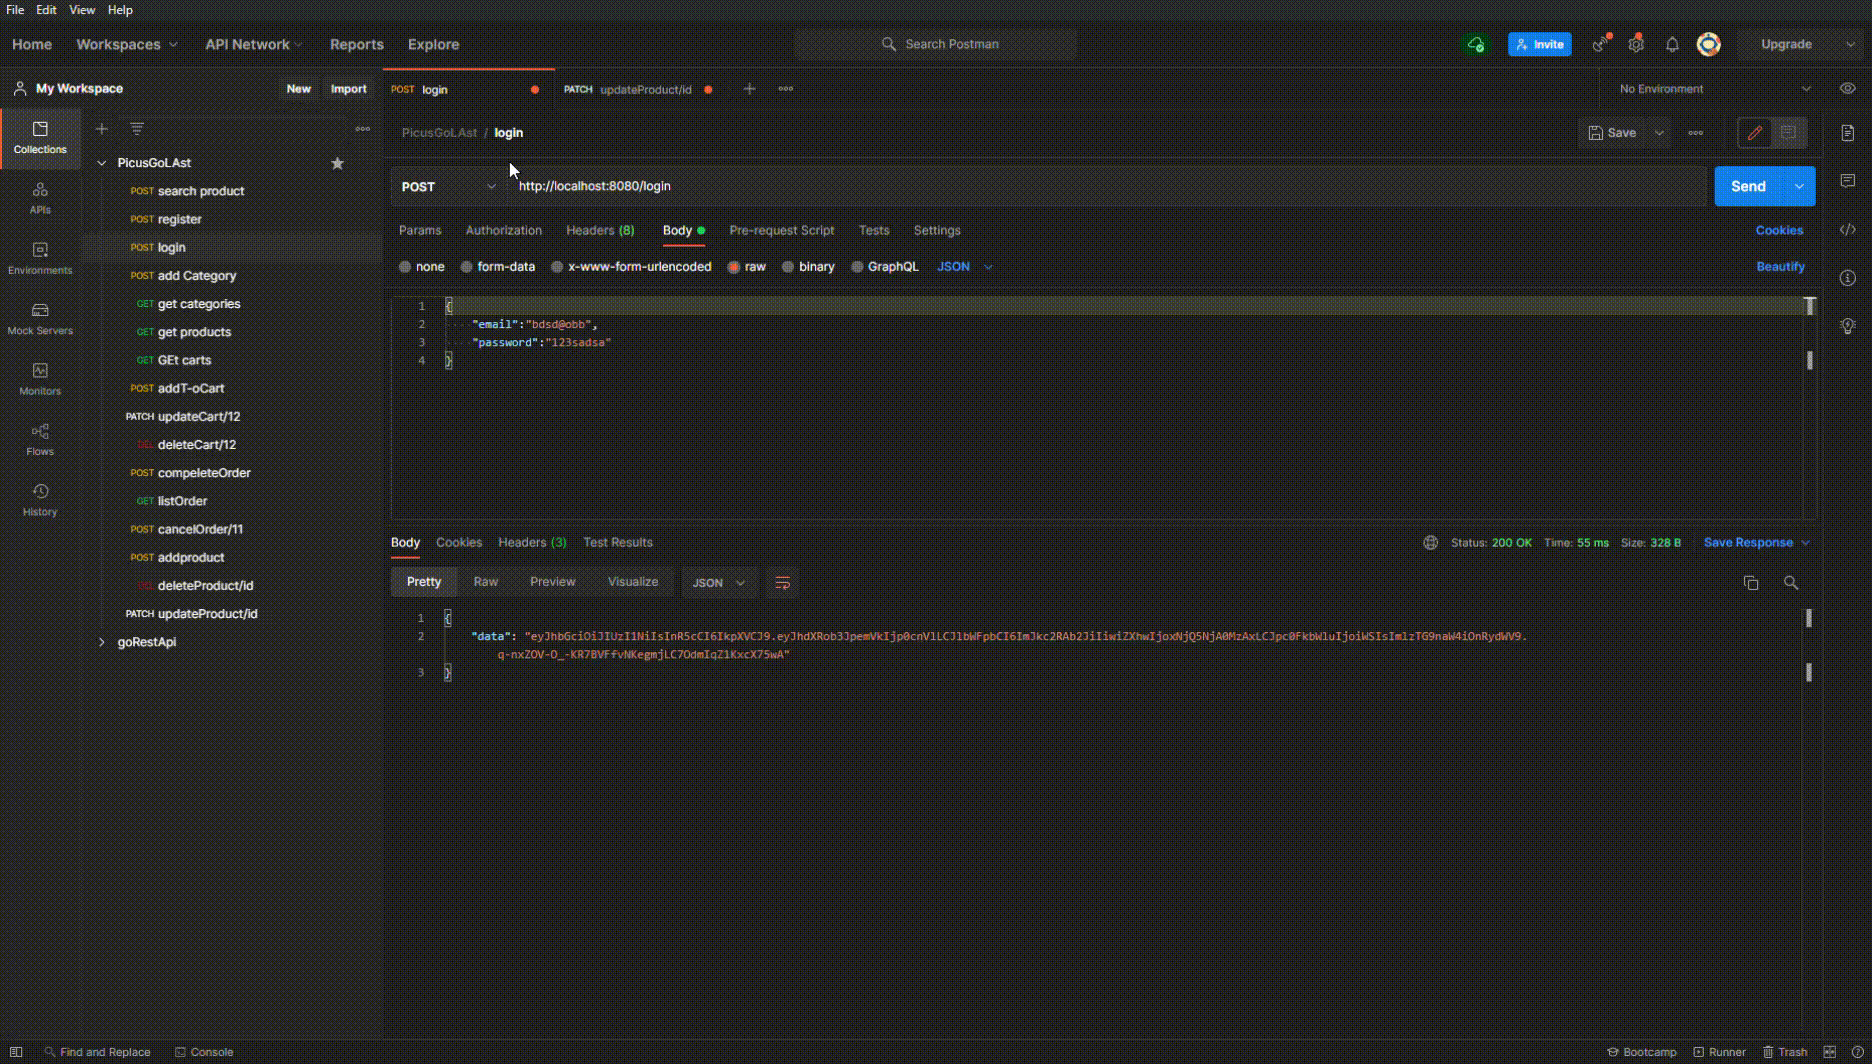 File Edit View Help
Home Workspaces API Network Reports Explore Search Postman Invite Upgrade
My Workspace New Import POST login PATCH updateProduct/id No Environment
Collections
APIs
Environments
Mock Servers
Monitors
Flows
History
PicusGoLAst
POST search product
POST register
POST login
POST add Category
GET get categories
GET get products
GET GEt carts
POST addT-oCart
PATCH updateCart/12
DEL deleteCart/12
POST compeleteOrder
GET listOrder
POST cancelOrder/11
POST addproduct
DEL deleteProduct/id
PATCH updateProduct/id
goRestApi
PicusGoLAst / login Save
POST http://localhost:8080/login Send
Params Authorization Headers (8) Body Pre-request Script Tests Settings Cookies
none form-data x-www-form-urlencoded raw binary GraphQL JSON Beautify
1 {
2 "email":"bdsd@obb",
3 "password":"123sadsa"
4 }
Body Cookies Headers (3) Test Results Status: 200 OK Time: 55 ms Size: 328 B Save Response
Pretty Raw Preview Visualize JSON
1 {
2 "data":
3 }
Find and Replace Console Bootcamp Runner Trash